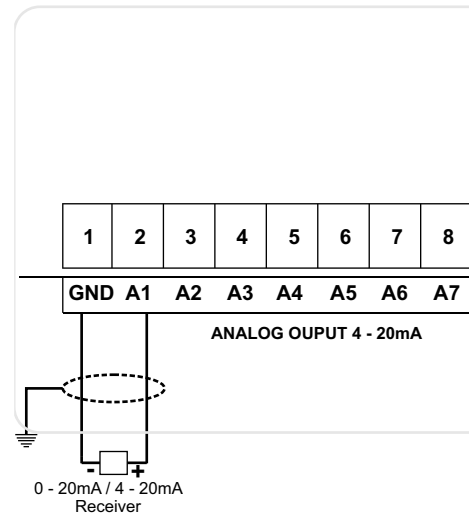 1 2 3 4 5 6 7 8
GND A1 A2 A3 A4 A5 A6 A7
ANALOG OUPUT 4 - 20mA
- +
0 - 20mA / 4 - 20mA
Receiver